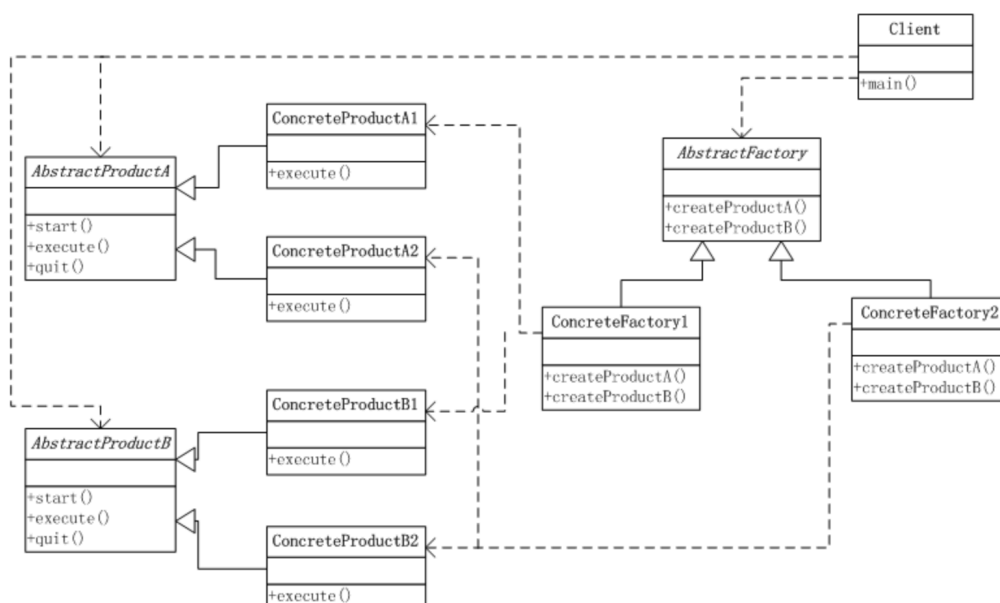 Client
+main()
ConcreteProductA1
+execute()
AbstractProductA
+start()
+execute()
+quit()
AbstractFactory
+createProductA()
+createProductB()
ConcreteProductA2
+execute()
ConcreteFactory1
+createProductA()
+createProductB()
ConcreteFactory2
+createProductA()
+createProductB()
ConcreteProductB1
+execute()
AbstractProductB
+start()
+execute()
+quit()
ConcreteProductB2
+execute()